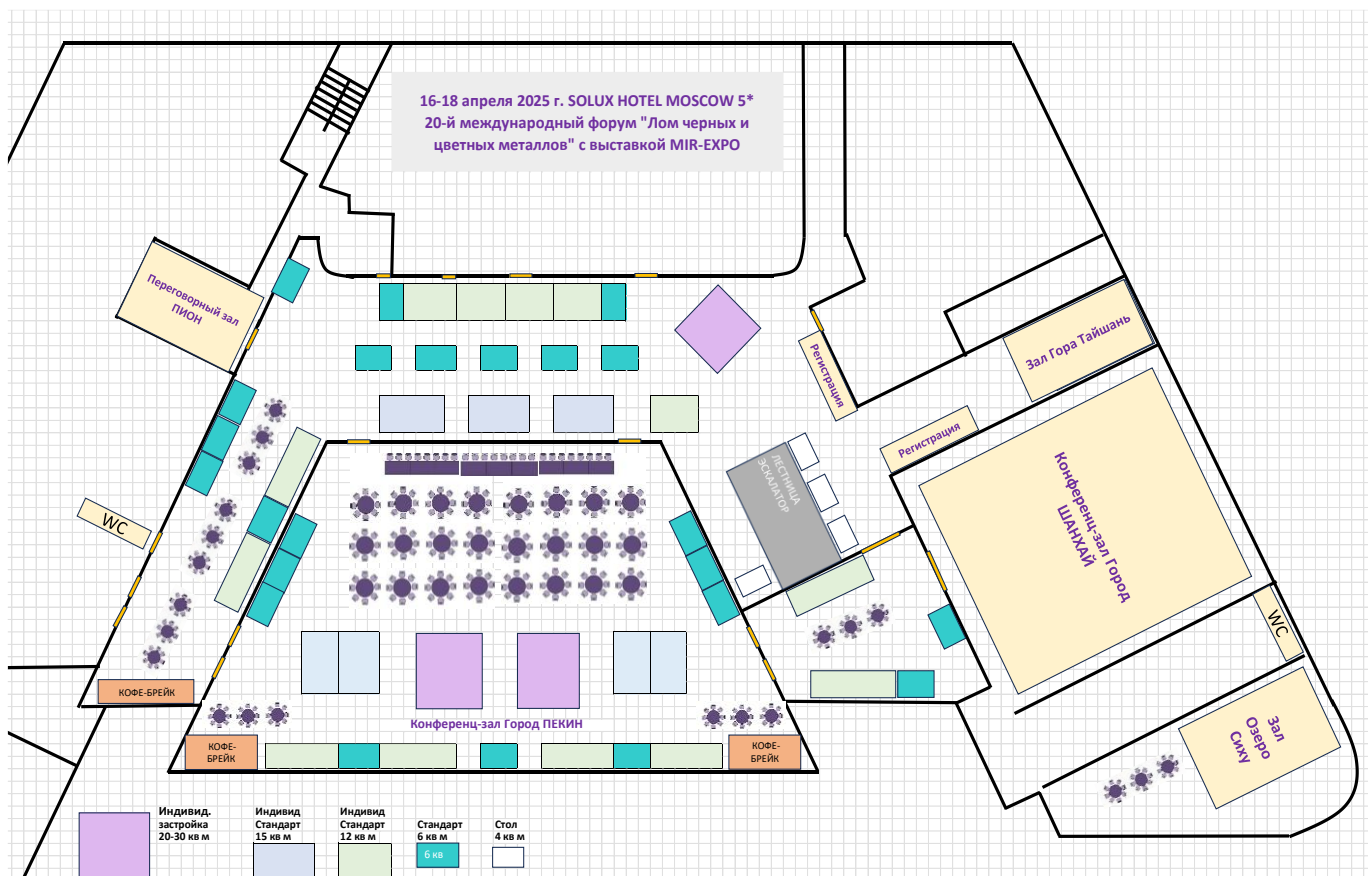 16-18 апреля 2025 г. SOLUX HOTEL MOSCOW 5*
20-й международный форум "Лом черных и
цветных металлов" с выставкой MIR-EXPO
Переговорный зал
ПИОН
Регистрация
Зал Гора Тайшань
Регистрация
ЛЕСТНИЦА
ЭСКАЛАТОР
Конференц-зал Город
ШАНХАЙ
WC
WC
КОФЕ-БРЕЙК
Конференц-зал Город ПЕКИН
КОФЕ-
БРЕЙК
КОФЕ-
БРЕЙК
Зал
Озеро
Сиху
Индивид.
застройка
20-30 кв м
Индивид
Стандарт
15 кв м
Индивид
Стандарт
12 кв м
Стандарт
6 кв м
6 кв
Стол
4 кв м